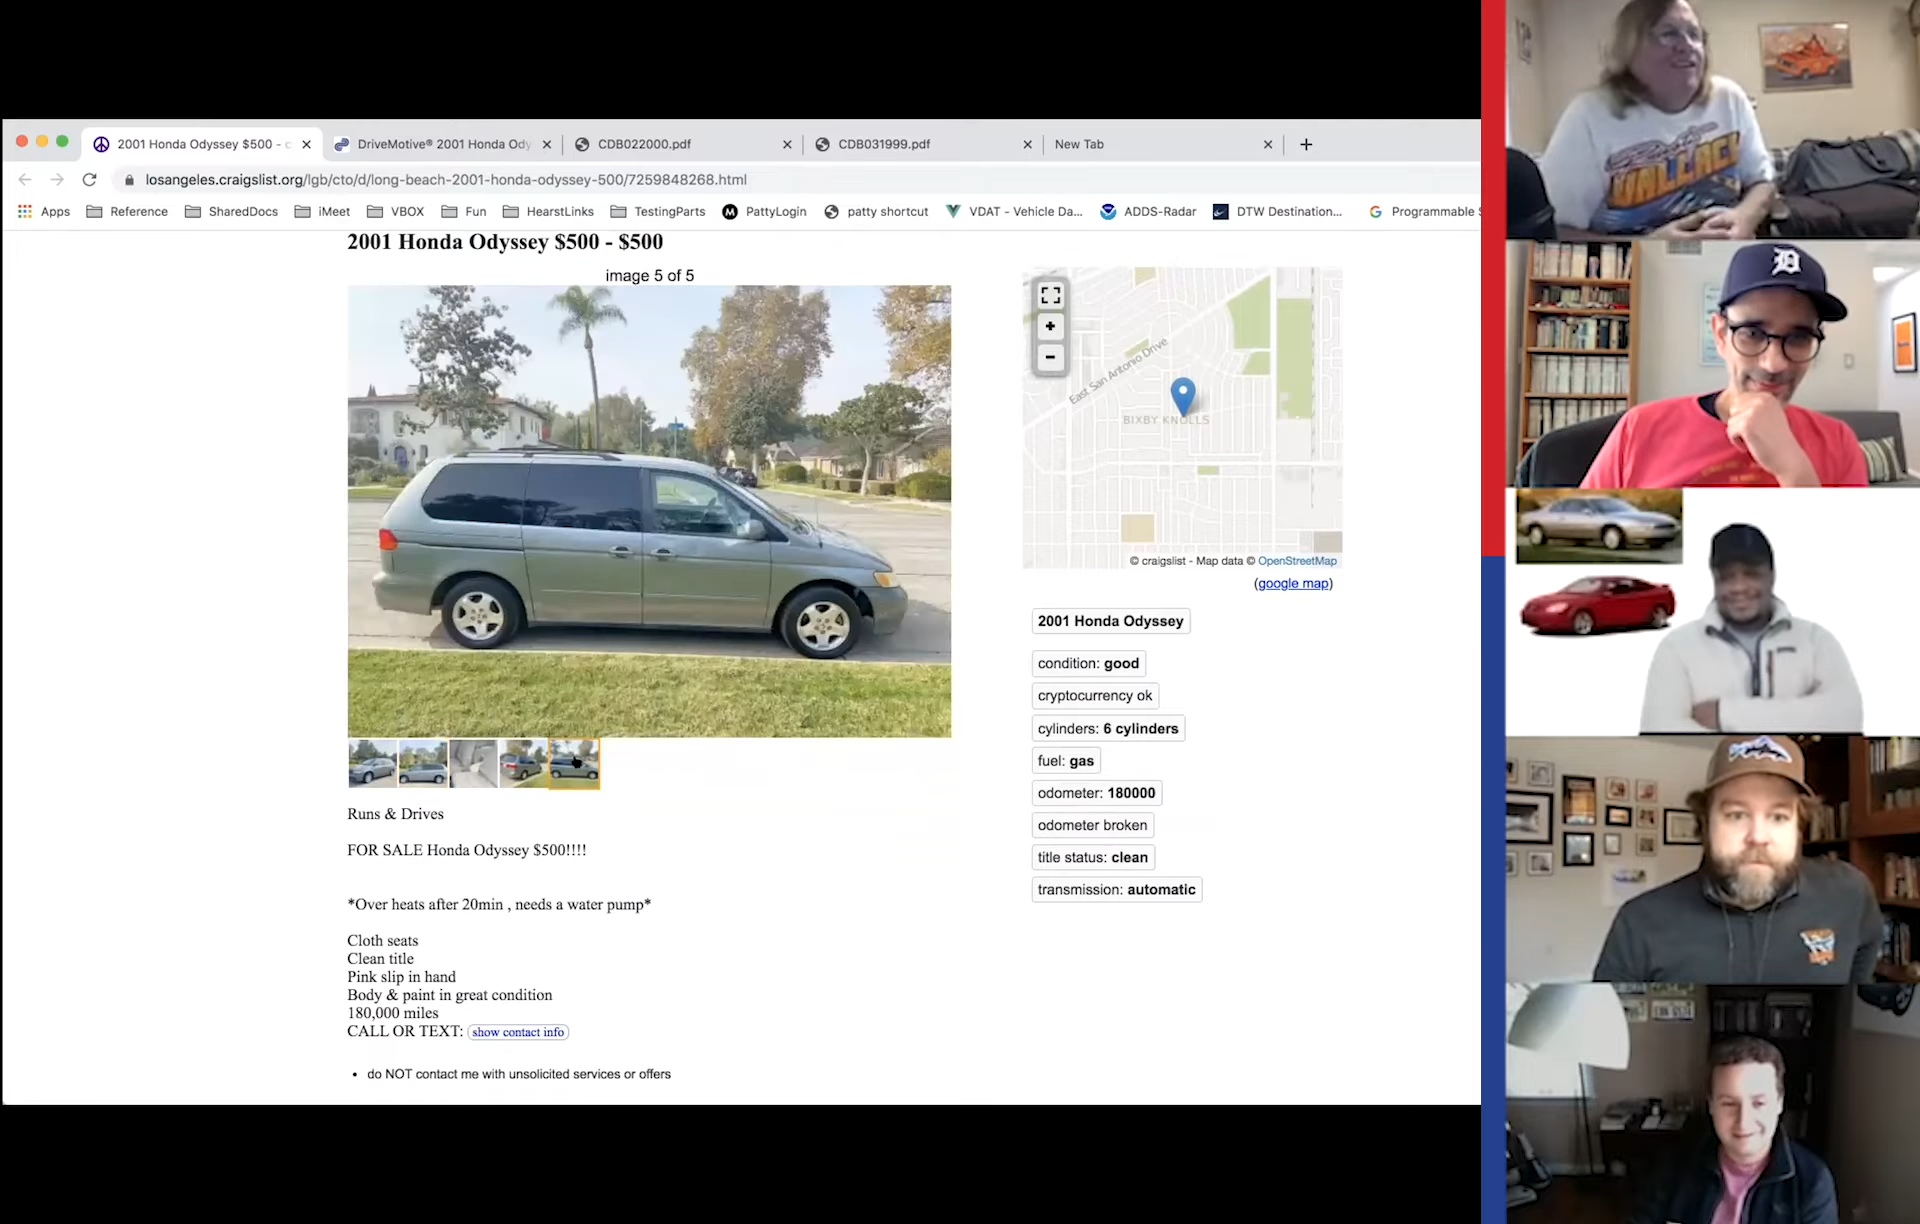 2001 Honda Odyssey $500 - c
DriveMotive® 2001 Honda Ody
CDB022000.pdf
CDB031999.pdf
New Tab
losangeles.craigslist.org/lgb/cto/d/long-beach-2001-honda-odyssey-500/7259848268.html
Apps
Reference
SharedDocs
iMeet
VBOX
Fun
HearstLinks
TestingParts
PattyLogin
patty shortcut
VDAT - Vehicle Da...
ADDS-Radar
DTW Destination...
Programmable S
2001 Honda Odyssey $500 - $500
image 5 of 5
East San Antonio Drive
BIXBY KNOLLS
© craigslist - Map data © OpenStreetMap
(google map)
2001 Honda Odyssey
condition: good
cryptocurrency ok
cylinders: 6 cylinders
fuel: gas
odometer: 180000
odometer broken
title status: clean
transmission: automatic
Runs & Drives
FOR SALE Honda Odyssey $500!!!!
*Over heats after 20min , needs a water pump*
Cloth seats
Clean title
Pink slip in hand
Body & paint in great condition
180,000 miles
CALL OR TEXT: show contact info
• do NOT contact me with unsolicited services or offers
WALLACE
D